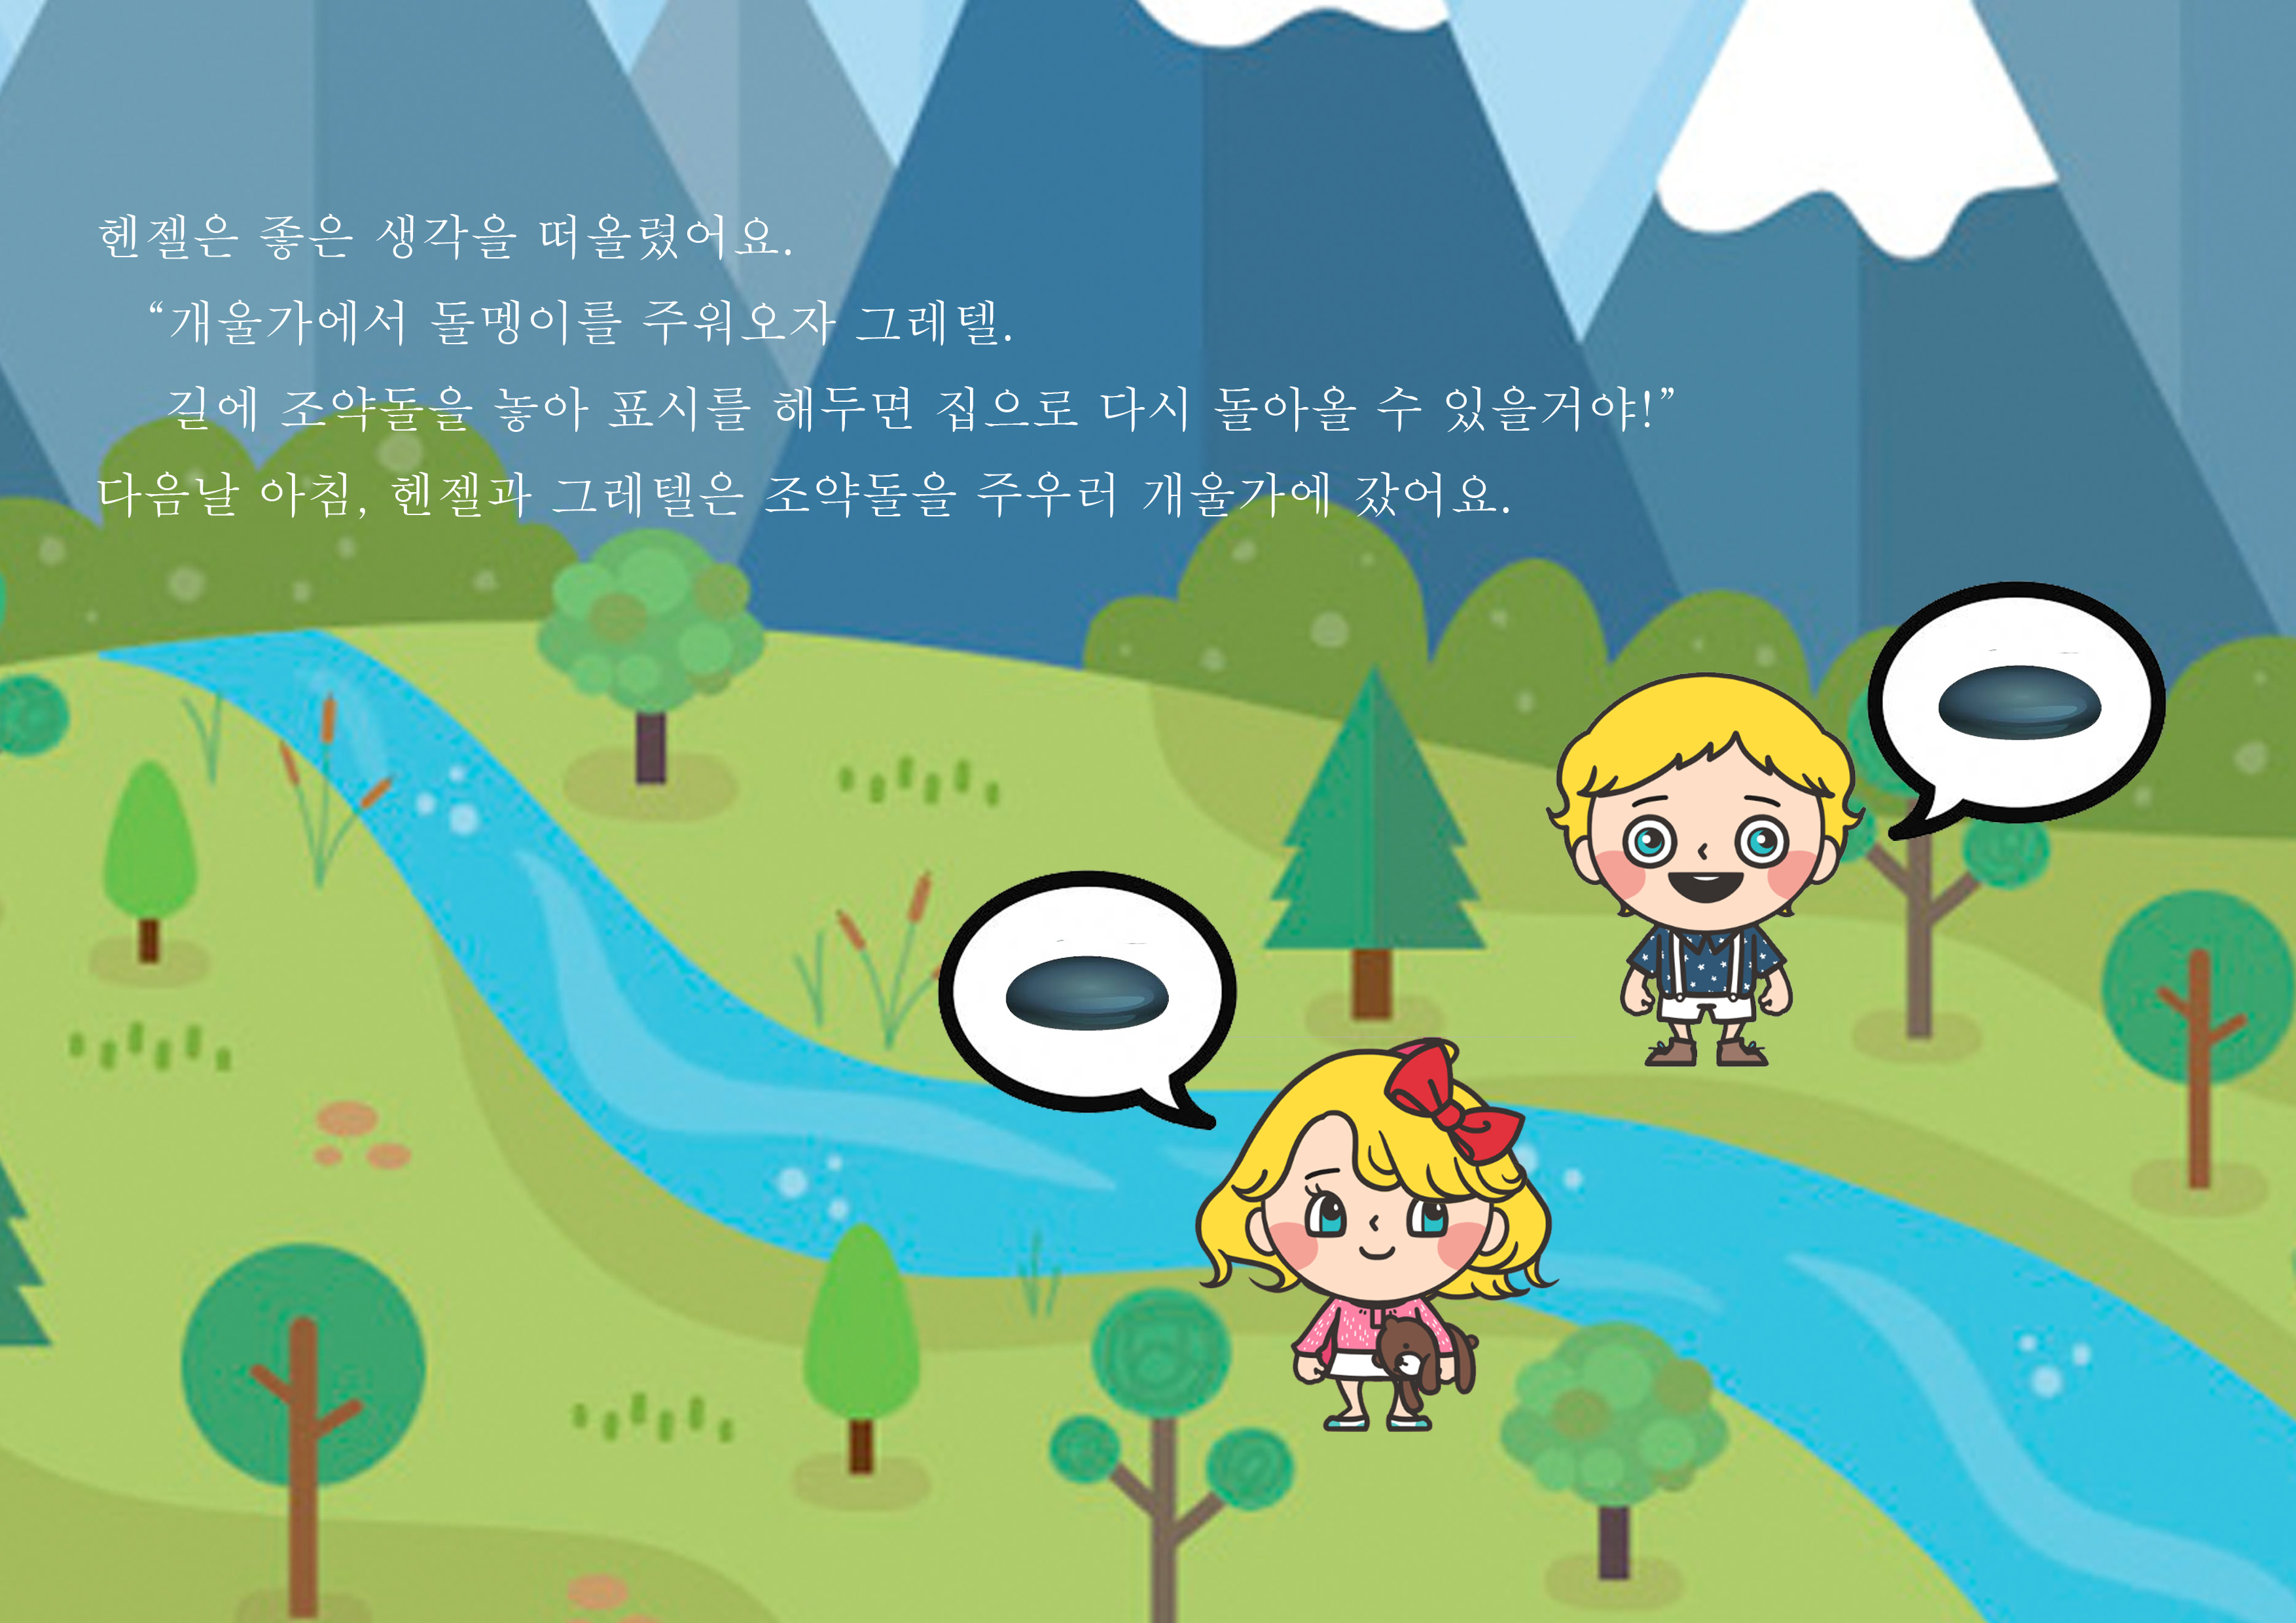 헨젤은 좋은 생각을 떠올렸어요.
“개울가에서 돌멩이를 주워오자 그레텔.
길에 조약돌을 놓아 표시를 해두면 집으로 다시 돌아올 수 있을거야!”
다음날 아침, 헨젤과 그레텔은 조약돌을 주우러 개울가에 갔어요.